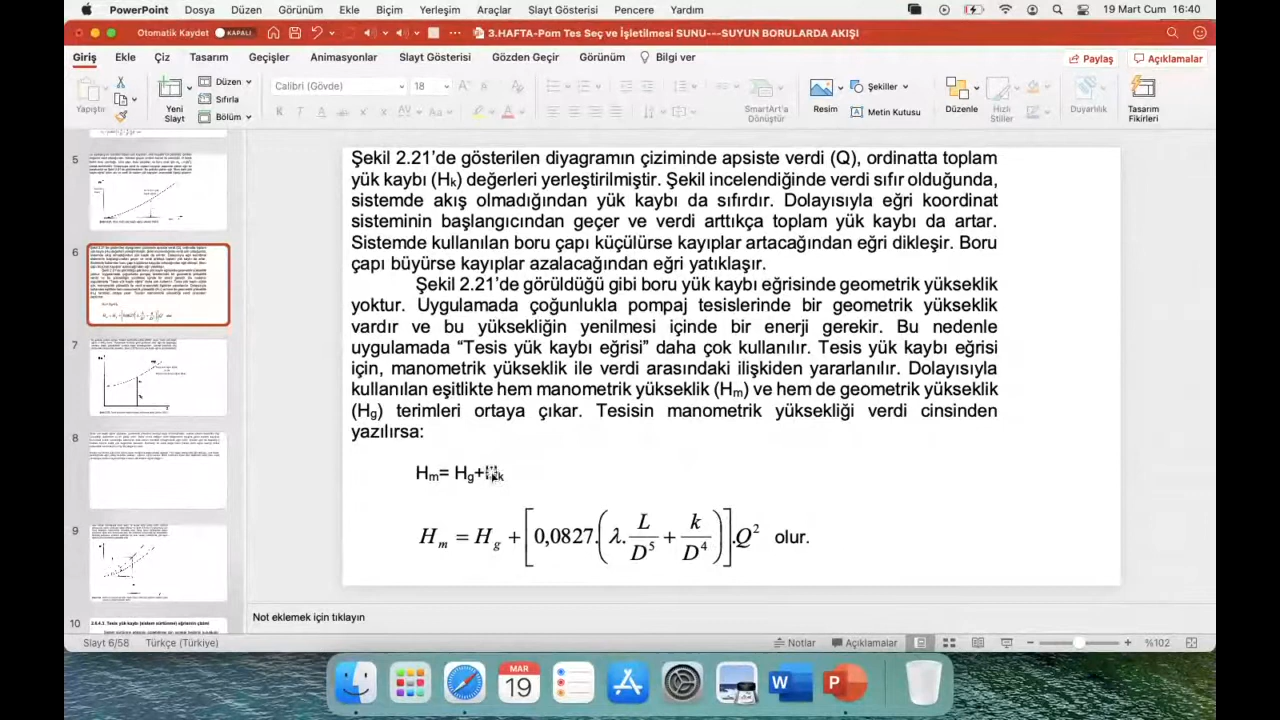 PowerPoint Dosya Düzen Görünüm Ekle Biçim Yerleşim Araçlar Slayt Gösterisi Pencere Yardım 19 Mart Cum 16:40
Otomatik Kaydet KAPALI 3.HAFTA-Pom Tes Seç ve İşletilmesi SUNU---SUYUN BORULARDA AKIŞI
Giriş Ekle Çiz Tasarım Geçişler Animasyonlar Slayt Gösterisi Gözden Geçir Görünüm Bilgi ver Paylaş Açıklamalar
Yapıştır Yeni Slayt Düzen Sıfırla Bölüm Calibri (Gövde) 18 SmartArt'a Dönüştür Resim Şekiller Metin Kutusu Düzenle Hızlı Stiller Duyarlılık Tasarım Fikirleri
5
6
7
8
9
10
Şekil 2.21'de gösterilen diyagramın çiziminde apsiste verdi (Q), ordinatta toplam
yük kaybı (Hk) değerleri yerleştirilmiştir. Şekil incelendiğinde verdi sıfır olduğunda,
sistemde akış olmadığından yük kaybı da sıfırdır. Dolayısıyla eğri koordinat
sisteminin başlangıcından geçer ve verdi arttıkça toplam yük kaybı da artar.
Sistemde kullanılan boru çapı küçülürse kayıplar artacağından eğri dikleşir. Boru
çapı büyürse kayıplar azalacağından eğri yatıklaşır.
Şekil 2.21'de görüldüğü gibi boru yük kaybı eğrisinde geometrik yükseklik
yoktur. Uygulamada çoğunlukla pompaj tesislerinde bir geometrik yükseklik
vardır ve bu yüksekliğin yenilmesi içinde bir enerji gerekir. Bu nedenle
uygulamada “Tesis yük kaybı eğrisi” daha çok kullanılır. Tesis yük kaybı eğrisi
için, manometrik yükseklik ile verdi arasındaki ilişkiden yararlanılır. Dolayısıyla
kullanılan eşitlikte hem manometrik yükseklik (Hm) ve hem de geometrik yükseklik
(Hg) terimleri ortaya çıkar. Tesisin manometrik yüksekliği verdi cinsinden
yazılırsa:
Hm= Hg+Hk
Hm = Hg + [0,0827.(λ. L/D^5 + k/D^4)].Q^2 olur.
Not eklemek için tıklayın
Slayt 6/58 Türkçe (Türkiye) Notlar Açıklamalar %102
MAR
19